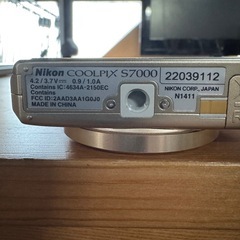 Nikon COOLPIX S7000
4.2 / 3.7V 0.9 / 1.0A
Contains IC:4634A-2150EC
Contains
FCC ID:2AAD3AA1G0J0
MADE IN CHINA
22039112
NIKON CORP. JAPAN
N1411